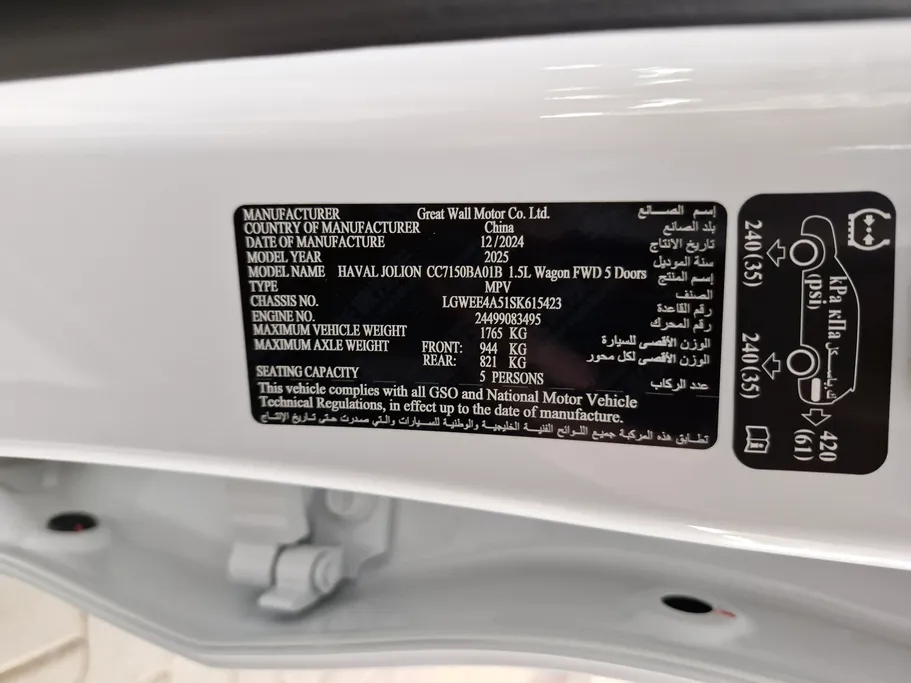 MANUFACTURER Great Wall Motor Co. Ltd. إسم الصــانع
COUNTRY OF MANUFACTURER China بلد الصانع
DATE OF MANUFACTURE 12/2024 تاريخ الانتاج
MODEL YEAR 2025 سنة الموديل
MODEL NAME HAVAL JOLION CC7150BA01B 1.5L Wagon FWD 5 Doors إسم المنتج
TYPE MPV الصنف
CHASSIS NO. LGWEE4A51SK615423 رقم القاعدة
ENGINE NO. 24499083495 رقم المحرك
MAXIMUM VEHICLE WEIGHT 1765 KG الوزن الأقصى للسيارة
MAXIMUM AXLE WEIGHT FRONT: 944 KG الوزن الأقصى لكل محور
REAR: 821 KG
SEATING CAPACITY 5 PERSONS عدد الركاب
This vehicle complies with all GSO and National Motor Vehicle
Technical Regulations, in effect up to the date of manufacture.
تطابق هذه المركبة جميع اللوائح الفنية الخليجية والوطنية للسيارات والتي صدرت حتى تاريخ الإنتاج
240(35)
240(35)
kPa кПа كيلو باسكال
(psi)
420
(61)